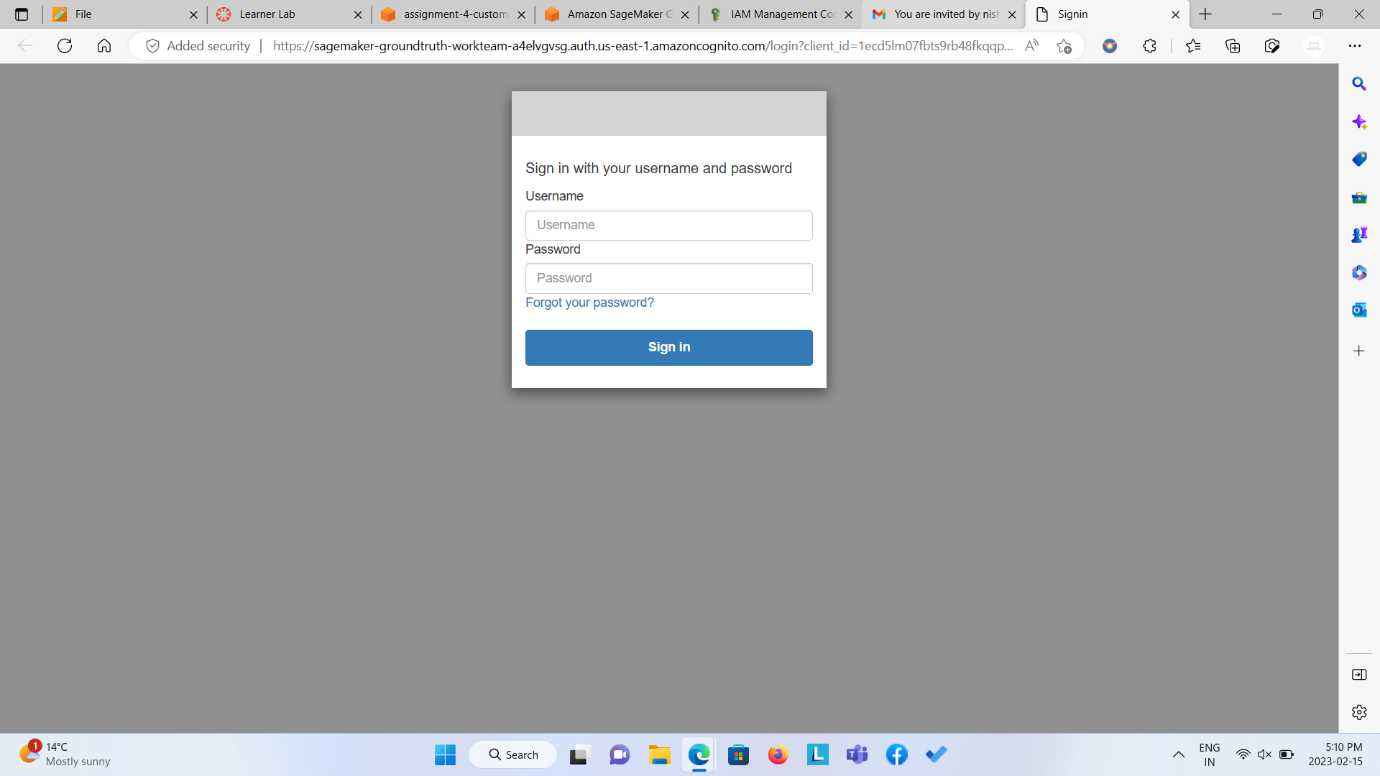 File
Learner Lab
assignment-4-custom
Amazon SageMaker G
IAM Management Co
You are invited by nis
Signin
Added security
https://sagemaker-groundtruth-workteam-a4elvgvsg.auth.us-east-1.amazoncognito.com/login?client_id=1ecd5lm07fbts9rb48fkqqp...
Sign in with your username and password
Username
Username
Password
Password
Forgot your password?
Sign in
1
14°C
Mostly sunny
Search
ENG
IN
5:10 PM
2023-02-15